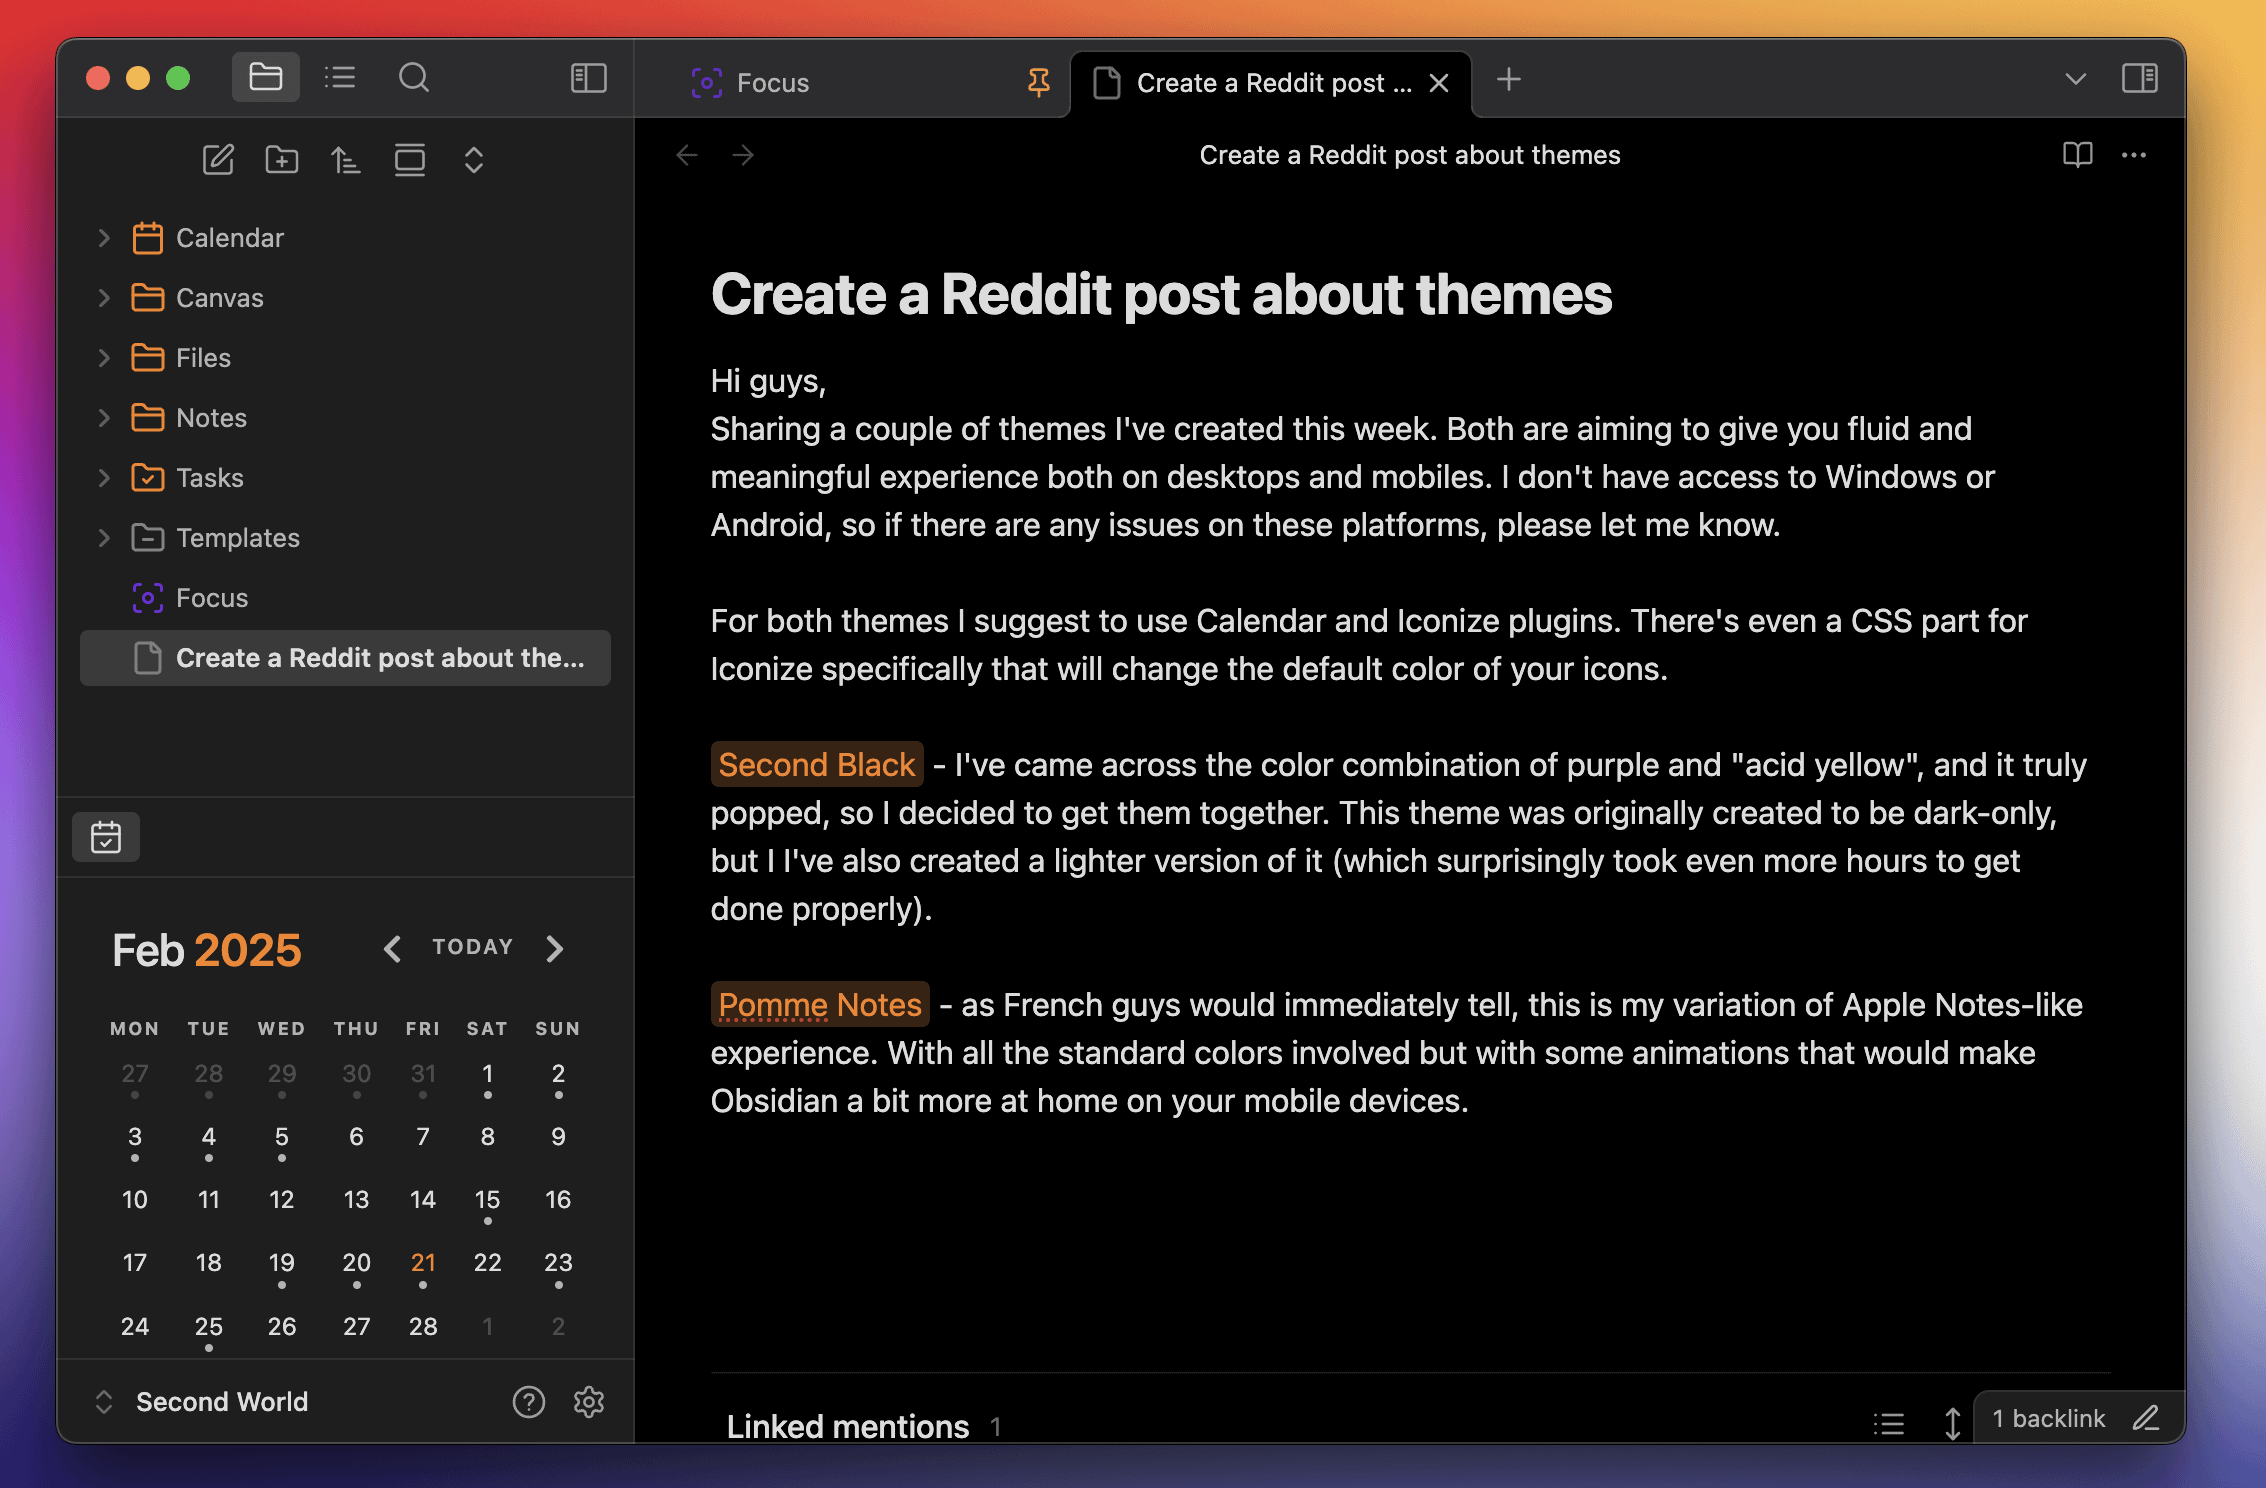 Focus
Create a Reddit post ...
Create a Reddit post about themes
Calendar
Canvas
Files
Notes
Tasks
Templates
Focus
Create a Reddit post about the...
Create a Reddit post about themes
Hi guys,
Sharing a couple of themes I've created this week. Both are aiming to give you fluid and
meaningful experience both on desktops and mobiles. I don't have access to Windows or
Android, so if there are any issues on these platforms, please let me know.
For both themes I suggest to use Calendar and Iconize plugins. There's even a CSS part for
Iconize specifically that will change the default color of your icons.
Second Black - I've came across the color combination of purple and "acid yellow", and it truly
popped, so I decided to get them together. This theme was originally created to be dark-only,
but I I've also created a lighter version of it (which surprisingly took even more hours to get
done properly).
Pomme Notes - as French guys would immediately tell, this is my variation of Apple Notes-like
experience. With all the standard colors involved but with some animations that would make
Obsidian a bit more at home on your mobile devices.
Feb 2025
TODAY
MON TUE WED THU FRI SAT SUN
27 28 29 30 31 1 2
3 4 5 6 7 8 9
10 11 12 13 14 15 16
17 18 19 20 21 22 23
24 25 26 27 28 1 2
Second World
Linked mentions 1
1 backlink